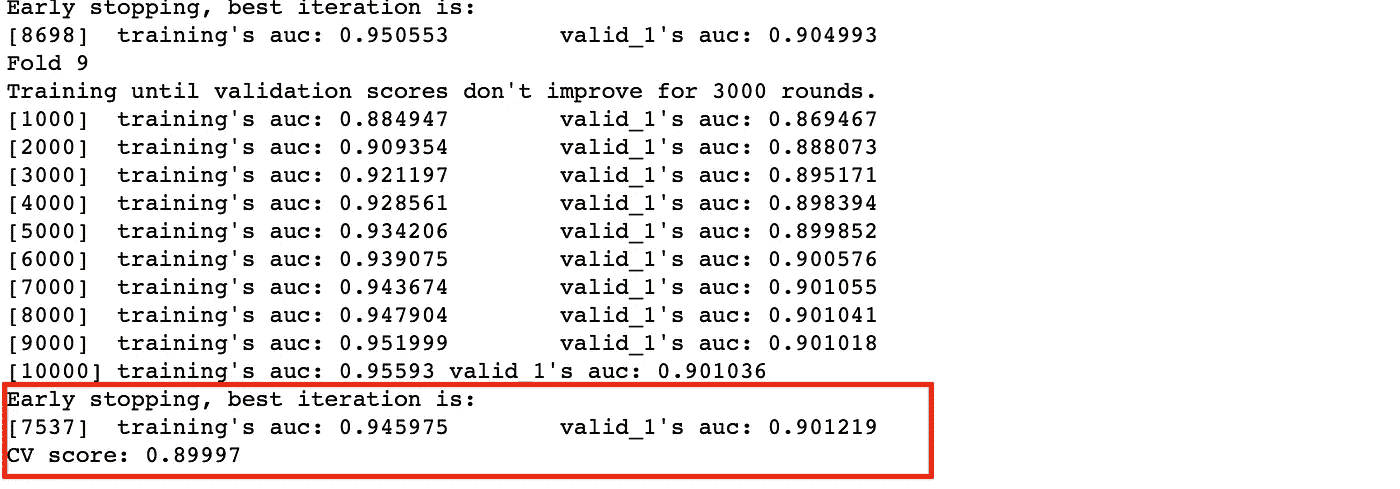 Early stopping, best iteration is:
[8698] training's auc: 0.950553 valid_1's auc: 0.904993
Fold 9
Training until validation scores don't improve for 3000 rounds.
[1000] training's auc: 0.884947 valid_1's auc: 0.869467
[2000] training's auc: 0.909354 valid_1's auc: 0.888073
[3000] training's auc: 0.921197 valid_1's auc: 0.895171
[4000] training's auc: 0.928561 valid_1's auc: 0.898394
[5000] training's auc: 0.934206 valid_1's auc: 0.899852
[6000] training's auc: 0.939075 valid_1's auc: 0.900576
[7000] training's auc: 0.943674 valid_1's auc: 0.901055
[8000] training's auc: 0.947904 valid_1's auc: 0.901041
[9000] training's auc: 0.951999 valid_1's auc: 0.901018
[10000] training's auc: 0.95593 valid_1's auc: 0.901036
Early stopping, best iteration is:
[7537] training's auc: 0.945975 valid_1's auc: 0.901219
CV score: 0.89997